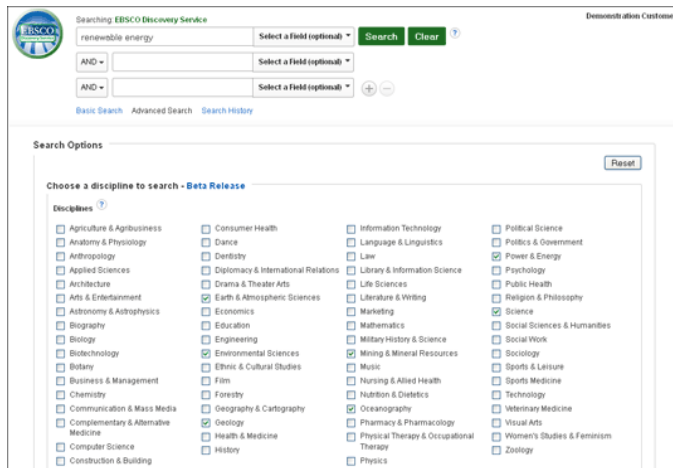 Searching: EBSCO Discovery Service
Demonstration Custome
EBSCO
Discovery Service
renewable energy
Select a Field (optional)
Search
Clear
?
AND
Select a Field (optional)
AND
Select a Field (optional)
Basic Search Advanced Search Search History
Search Options
Reset
Choose a discipline to search - Beta Release
Disciplines ?
Agriculture & Agribusiness
Anatomy & Physiology
Anthropology
Applied Sciences
Architecture
Arts & Entertainment
Astronomy & Astrophysics
Biography
Biology
Biotechnology
Botany
Business & Management
Chemistry
Communication & Mass Media
Complementary & Alternative
Medicine
Computer Science
Construction & Building
Consumer Health
Dance
Dentistry
Diplomacy & International Relations
Drama & Theater Arts
Earth & Atmospheric Sciences
Economics
Education
Engineering
Environmental Sciences
Ethnic & Cultural Studies
Film
Forestry
Geography & Cartography
Geology
Health & Medicine
History
Information Technology
Language & Linguistics
Law
Library & Information Science
Life Sciences
Literature & Writing
Marketing
Mathematics
Military History & Science
Mining & Mineral Resources
Music
Nursing & Allied Health
Nutrition & Dietetics
Oceanography
Pharmacy & Pharmacology
Physical Therapy & Occupational
Therapy
Physics
Political Science
Politics & Government
Power & Energy
Psychology
Public Health
Religion & Philosophy
Science
Social Sciences & Humanities
Social Work
Sociology
Sports & Leisure
Sports Medicine
Technology
Veterinary Medicine
Visual Arts
Women's Studies & Feminism
Zoology